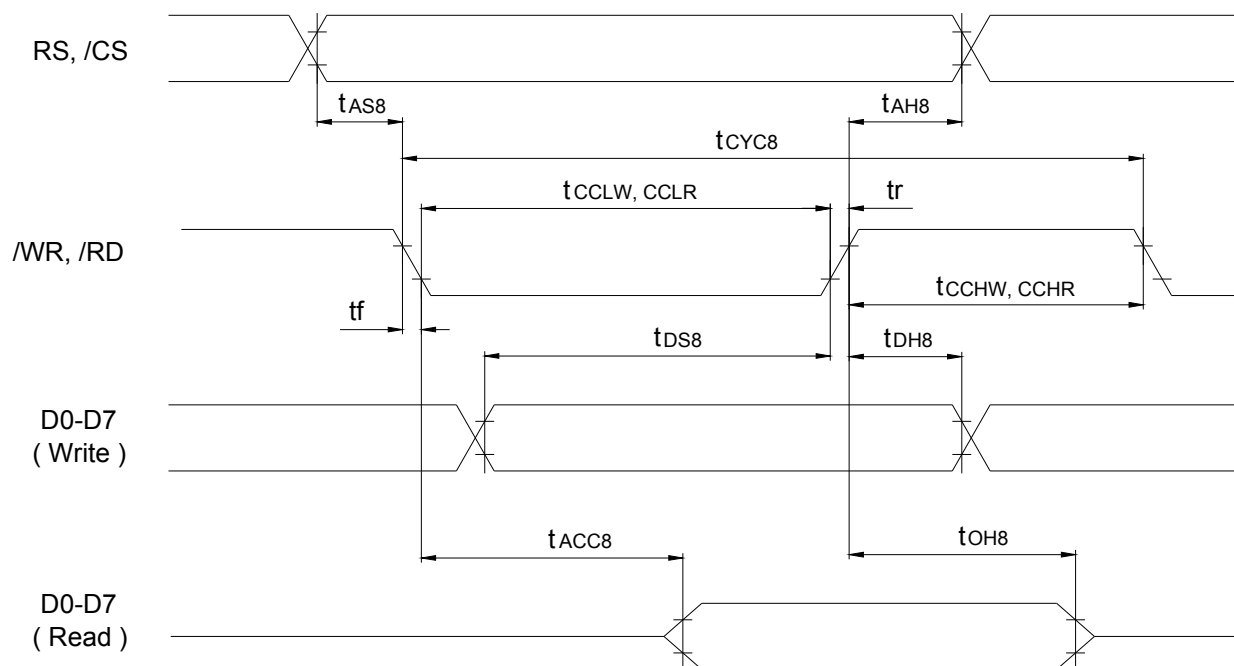 RS, /CS
tAS8
tAH8
tCYC8
tCCLW, CCLR
tr
/WR, /RD
tCCHW, CCHR
tf
tDS8
tDH8
D0-D7
( Write )
tACC8
tOH8
D0-D7
( Read )